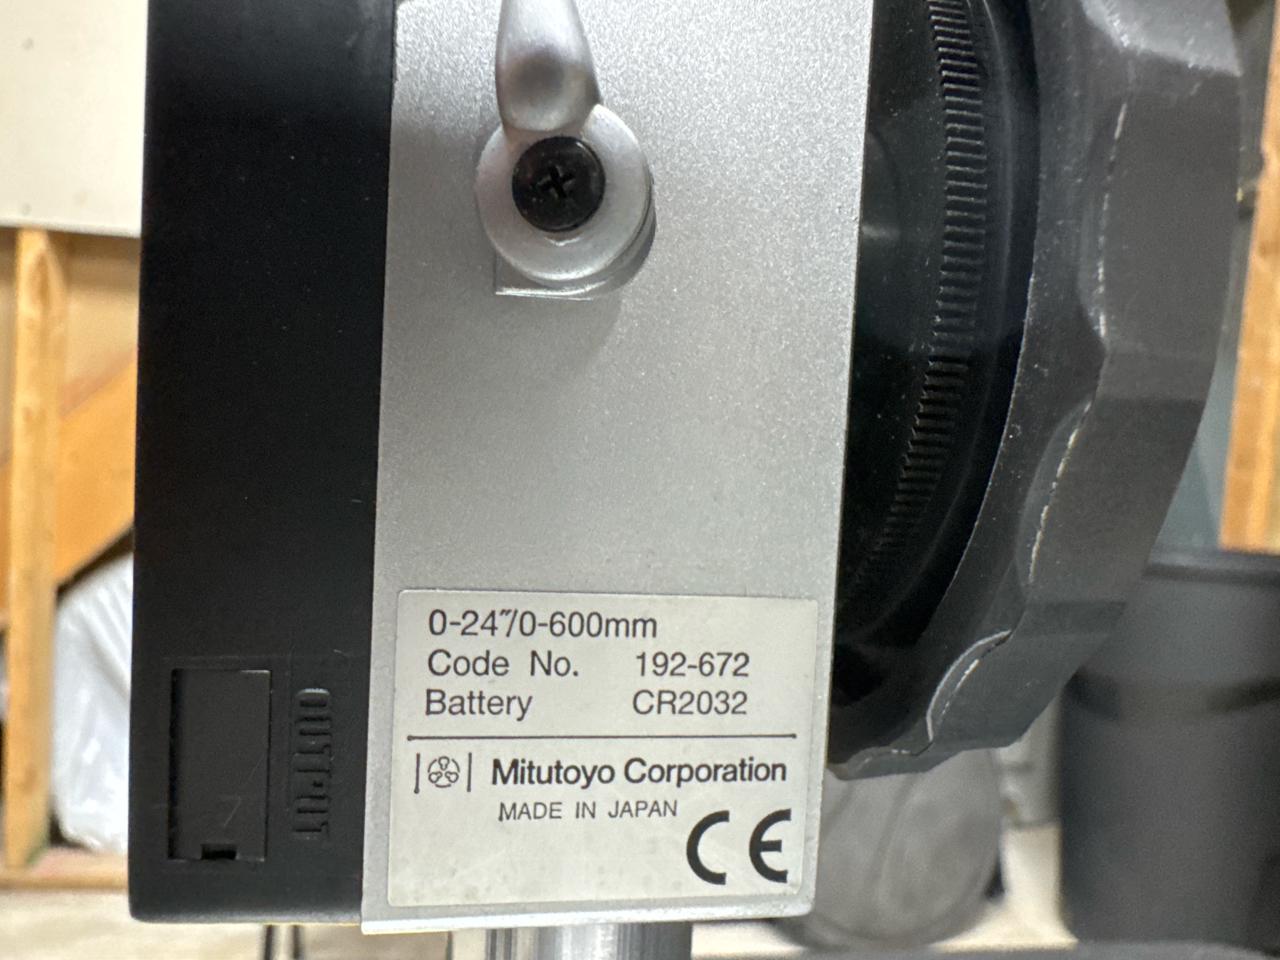 0-24"/0-600mm
Code No. 192-672
Battery CR2032
Mitutoyo Corporation
MADE IN JAPAN
CE
OUTPUT